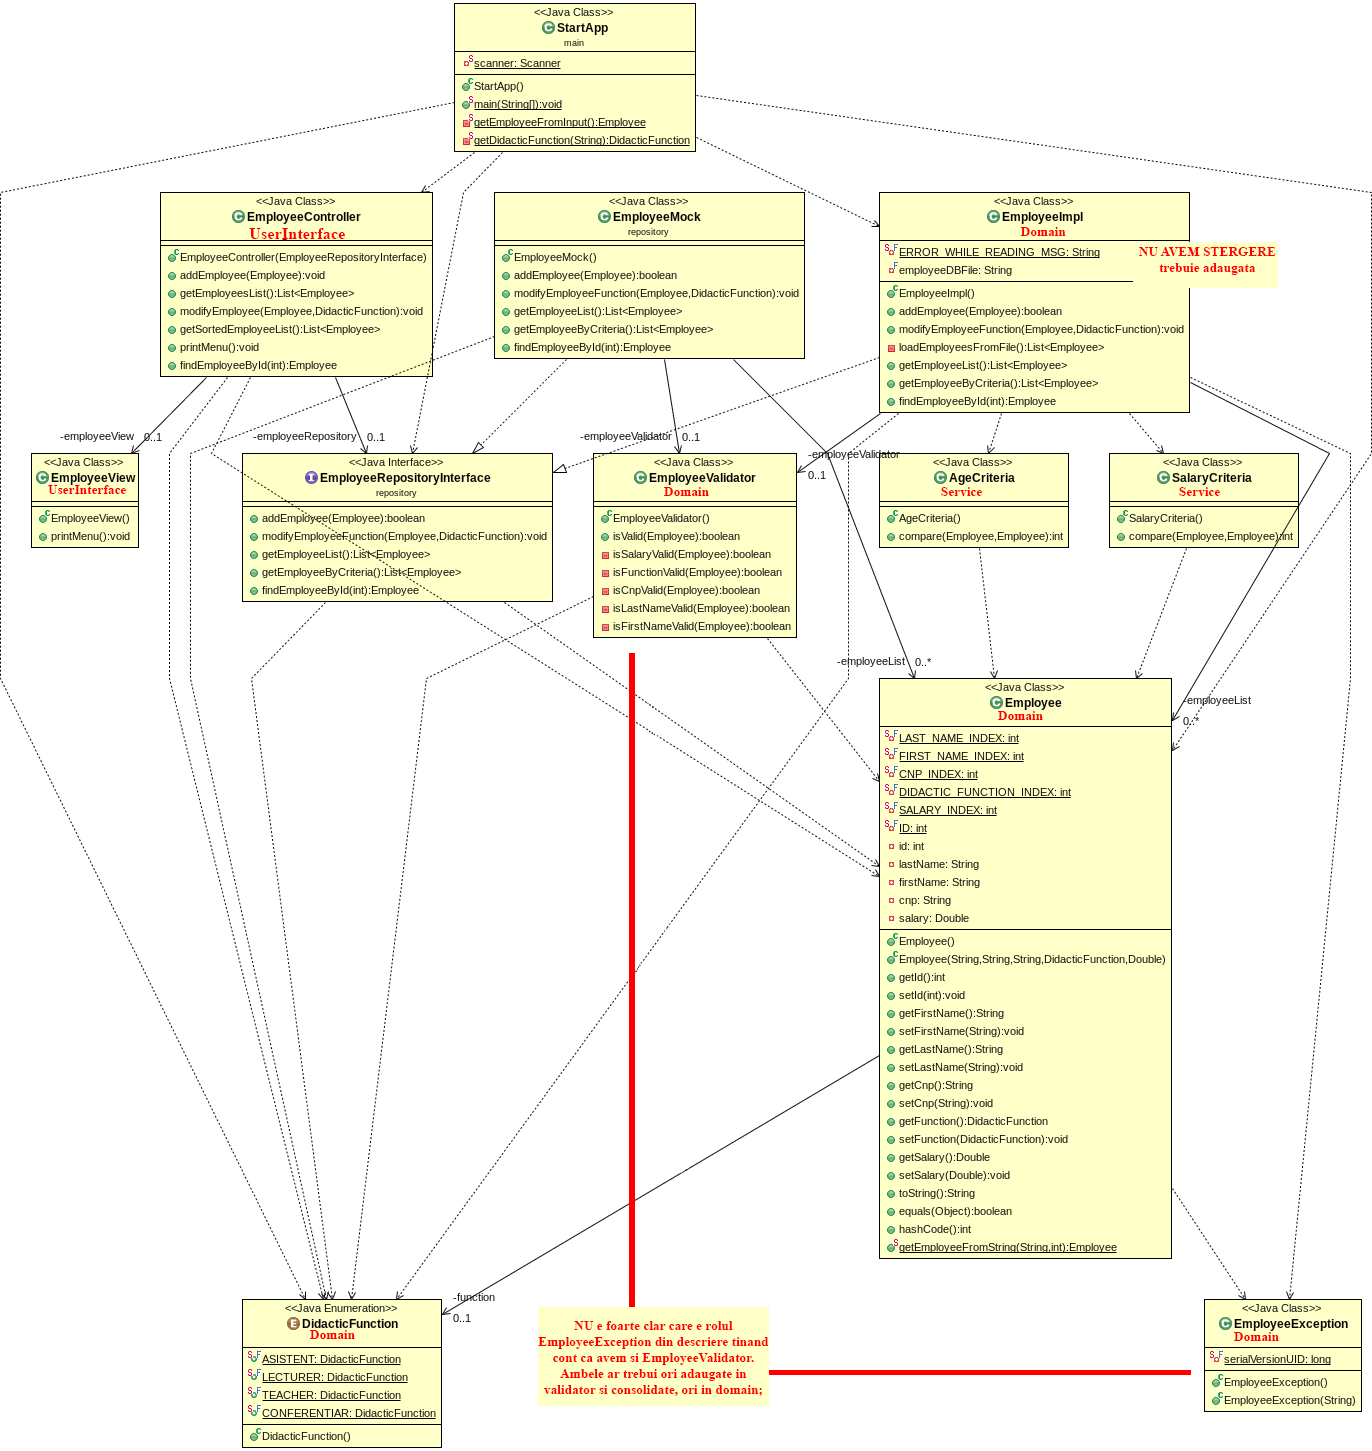 <<Java Class>>
StartApp
main
scanner: Scanner
StartApp()
main(String[]):void
getEmployeeFromInput():Employee
getDidacticFunction(String):DidacticFunction
<<Java Class>>
EmployeeController
UserInterface
EmployeeController(EmployeeRepositoryInterface)
addEmployee(Employee):void
getEmployeesList():List<Employee>
modifyEmployee(Employee,DidacticFunction):void
getSortedEmployeeList():List<Employee>
printMenu():void
findEmployeeById(int):Employee
<<Java Class>>
EmployeeMock
repository
EmployeeMock()
addEmployee(Employee):boolean
modifyEmployeeFunction(Employee,DidacticFunction):void
getEmployeeList():List<Employee>
getEmployeeByCriteria():List<Employee>
findEmployeeById(int):Employee
<<Java Class>>
EmployeeImpl
Domain
ERROR_WHILE_READING_MSG: String
employeeDBFile: String
EmployeeImpl()
addEmployee(Employee):boolean
modifyEmployeeFunction(Employee,DidacticFunction):void
loadEmployeesFromFile():List<Employee>
getEmployeeList():List<Employee>
getEmployeeByCriteria():List<Employee>
findEmployeeById(int):Employee
NU AVEM STERGERE
trebuie adaugata
-employeeView 0..1
-employeeRepository 0..1
-employeeValidator 0..1
-employeeValidator
0..1
<<Java Class>>
EmployeeView
UserInterface
EmployeeView()
printMenu():void
<<Java Interface>>
EmployeeRepositoryInterface
repository
addEmployee(Employee):boolean
modifyEmployeeFunction(Employee,DidacticFunction):void
getEmployeeList():List<Employee>
getEmployeeByCriteria():List<Employee>
findEmployeeById(int):Employee
<<Java Class>>
EmployeeValidator
Domain
EmployeeValidator()
isValid(Employee):boolean
isSalaryValid(Employee):boolean
isFunctionValid(Employee):boolean
isCnpValid(Employee):boolean
isLastNameValid(Employee):boolean
isFirstNameValid(Employee):boolean
<<Java Class>>
AgeCriteria
Service
AgeCriteria()
compare(Employee,Employee):int
<<Java Class>>
SalaryCriteria
Service
SalaryCriteria()
compare(Employee,Employee):int
-employeeList 0..*
-employeeList
0..*
<<Java Class>>
Employee
Domain
LAST_NAME_INDEX: int
FIRST_NAME_INDEX: int
CNP_INDEX: int
DIDACTIC_FUNCTION_INDEX: int
SALARY_INDEX: int
ID: int
id: int
lastName: String
firstName: String
cnp: String
salary: Double
Employee()
Employee(String,String,String,DidacticFunction,Double)
getId():int
setId(int):void
getFirstName():String
setFirstName(String):void
getLastName():String
setLastName(String):void
getCnp():String
setCnp(String):void
getFunction():DidacticFunction
setFunction(DidacticFunction):void
getSalary():Double
setSalary(Double):void
toString():String
equals(Object):boolean
hashCode():int
getEmployeeFromString(String,int):Employee
-function
0..1
<<Java Enumeration>>
DidacticFunction
Domain
ASISTENT: DidacticFunction
LECTURER: DidacticFunction
TEACHER: DidacticFunction
CONFERENTIAR: DidacticFunction
DidacticFunction()
NU e foarte clar care e rolul
EmployeeException din descriere tinand
cont ca avem si EmployeeValidator.
Ambele ar trebui ori adaugate in
validator si consolidate, ori in domain;
<<Java Class>>
EmployeeException
Domain
serialVersionUID: long
EmployeeException()
EmployeeException(String)